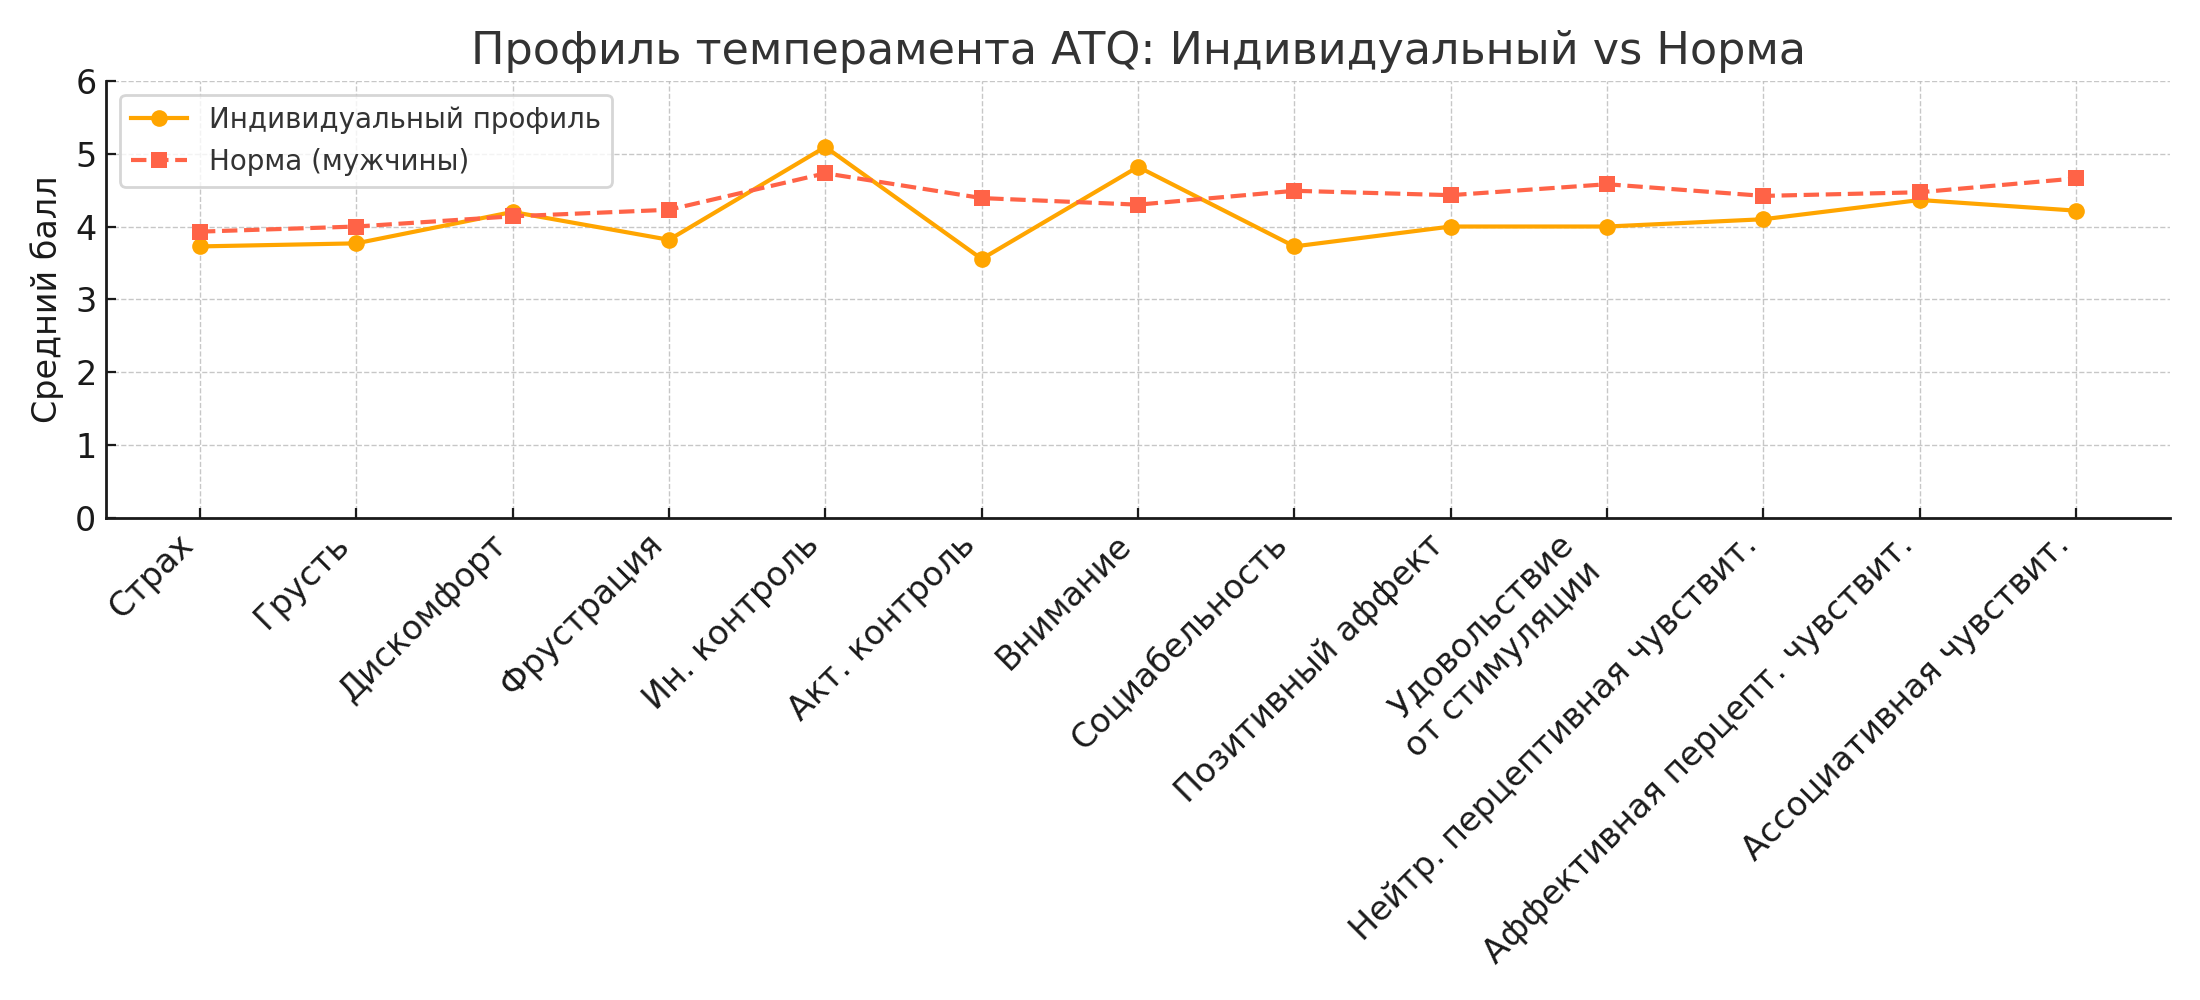 Профиль темперамента ATQ: Индивидуальный vs Норма
Индивидуальный профиль
Норма (мужчины)
Средний балл
6
5
4
3
2
1
0
Страх
Грусть
Дискомфорт
Фрустрация
Ин. контроль
Акт. контроль
Внимание
Социабельность
Позитивный аффект
Удовольствие
от стимуляции
Нейтр. перцептивная чувствит.
Аффективная перцепт. чувствит.
Ассоциативная чувствит.